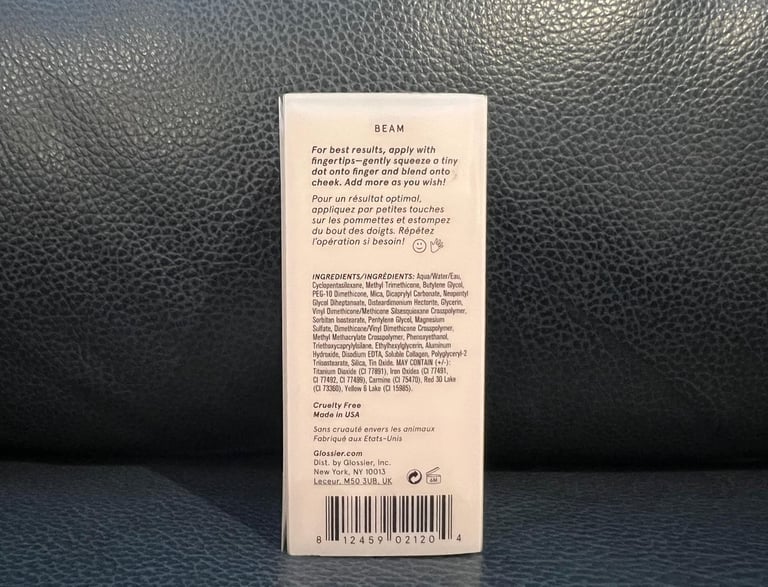 BEAM
For best results, apply with
fingertips—gently squeeze a tiny
dot onto finger and blend onto
cheek. Add more as you wish!
Pour un résultat optimal,
appliquez par petites touches
sur les pommettes et estompez
du bout des doigts. Répétez
l'opération si besoin!
INGREDIENTS/INGRÉDIENTS: Aqua/Water/Eau,
Cyclopentasiloxane, Methyl Trimethicone, Butylene Glycol,
PEG-10 Dimethicone, Mica, Dicaprylyl Carbonate, Neopentyl
Glycol Diheptanoate, Disteardimonium Hectorite, Glycerin,
Vinyl Dimethicone/Methicone Silsesquioxane Crosspolymer,
Sorbitan Isostearate, Pentylene Glycol, Magnesium
Sulfate, Dimethicone/Vinyl Dimethicone Crosspolymer,
Methyl Methacrylate Crosspolymer, Phenoxyethanol,
Triethoxycaprylylsilane, Ethylhexylglycerin, Aluminum
Hydroxide, Disodium EDTA, Soluble Collagen, Polyglyceryl-2
Triisostearate, Silica, Tin Oxide. MAY CONTAIN (+/-):
Titanium Dioxide (CI 77891), Iron Oxides (CI 77491,
CI 77492, CI 77499), Carmine (CI 75470), Red 30 Lake
(CI 73360), Yellow 6 Lake (CI 15985).
Cruelty Free
Made in USA
Sans cruauté envers les animaux
Fabriqué aux Etats-Unis
Glossier.com
Dist. by Glossier, Inc.
New York, NY 10013
Leceur, M50 3UB, UK
6M
8 12459 02120 4